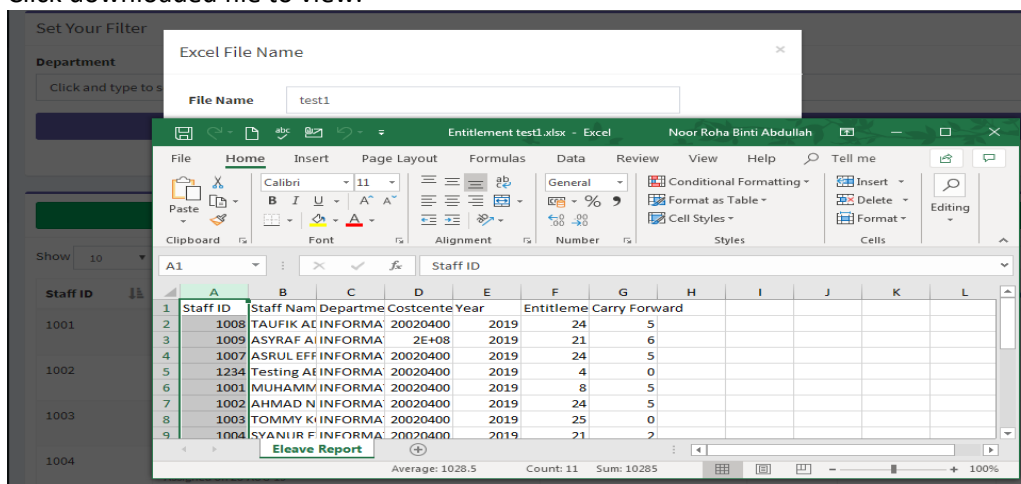 Click downloaded file to view.
Set Your Filter
Excel File Name
×
Department
Click and type to s
File Name
test1
Entitlement test1.xlsx - Excel
Noor Roha Binti Abdullah
File Home Insert Page Layout Formulas Data Review View Help Tell me
Calibri 11 General Conditional Formatting Insert
Paste B I U A A % Format as Table Delete Editing
A Cell Styles Format
Clipboard Font Alignment Number Styles Cells
Show 10
A1 fx Staff ID
Staff ID
A B C D E F G H I J K L
1 Staff ID Staff Nam Departme Costcente Year Entitleme Carry Forward
2 1008 TAUFIK AD INFORMA 20020400 2019 24 5
3 1009 ASYRAF A INFORMA 2E+08 2019 21 6
4 1007 ASRUL EFF INFORMA 20020400 2019 24 5
5 1234 Testing AB INFORMA 20020400 2019 4 0
6 1001 MUHAMM INFORMA 20020400 2019 8 5
7 1002 AHMAD N INFORMA 20020400 2019 24 5
8 1003 TOMMY K INFORMA 20020400 2019 25 0
9 1004 SYANUR F INFORMA 20020400 2019 21 2
1001
1002
1003
1004
Eleave Report
Average: 1028.5 Count: 11 Sum: 10285 100%